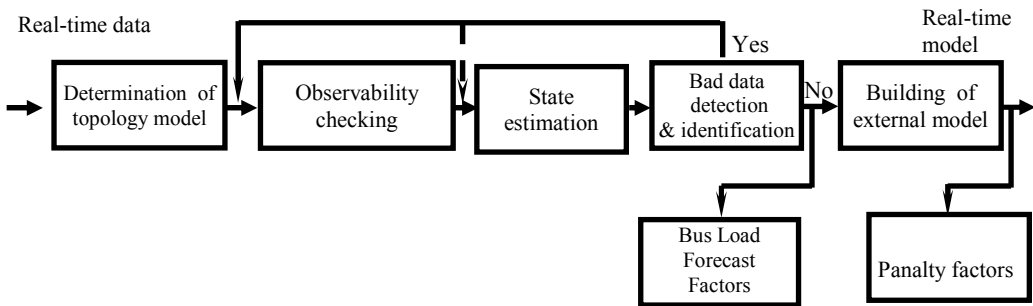 Real-time data
Real-time
model
Yes
Determination of
topology model
Observability
checking
State
estimation
Bad data
detection
& identification
No
Building of
external model
Bus Load
Forecast
Factors
Panalty factors